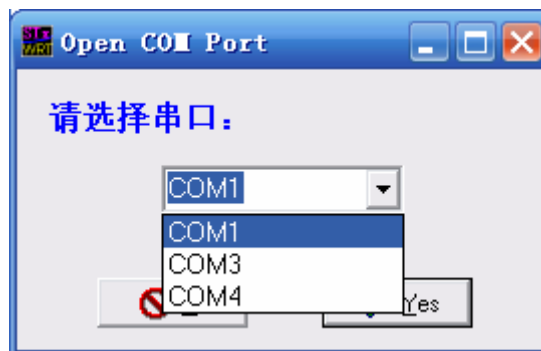 Open COM Port
请选择串口：
COM1
COM1
COM3
COM4
Yes